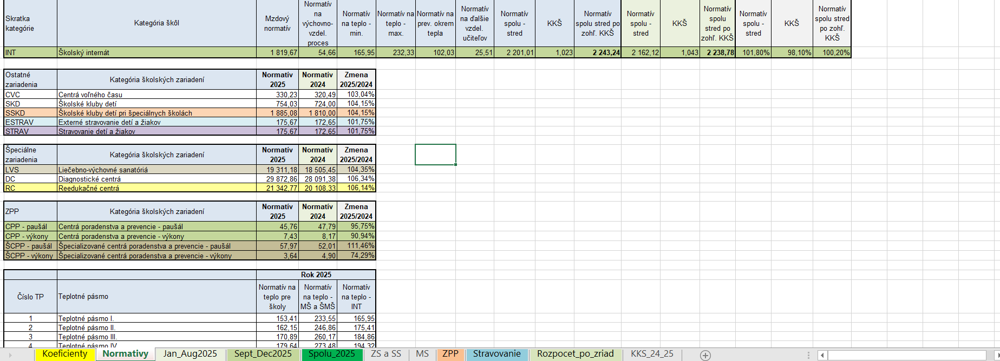 Skratka kategórie Kategória škôl Mzdový normatív Normatív na výchovno-vzdel. proces Normatív na teplo - min. Normatív na teplo - max. Normatív na prev. okrem tepla Normatív na ďalšie vzdel. učiteľov Normatív spolu - stred KKŠ Normatív spolu stred po zohľ. KKŠ Normatív spolu - stred KKŠ Normatív spolu stred po zohľ. KKŠ Normatív spolu - stred KKŠ Normatív spolu stred po zohľ. KKŠ
INT Školský internát 1 819,67 54,66 165,95 232,33 102,03 25,51 2 201,01 1,023 2 243,24 2 162,12 1,043 2 238,78 101,80% 98,10% 100,20%
Ostatné zariadenia Kategória školských zariadení Normatív 2025 Normatív 2024 Zmena 2025/2024
CVC Centrá voľného času 330,23 320,49 103,04%
SKD Školské kluby detí 754,03 724,00 104,15%
SSKD Školské kluby detí pri špeciálnych školách 1 885,08 1 810,00 104,15%
ESTRAV Externé stravovanie detí a žiakov 175,67 172,65 101,75%
STRAV Stravovanie detí a žiakov 175,67 172,65 101,75%
Špeciálne zariadenia Kategória školských zariadení Normatív 2025 Normatív 2024 Zmena 2025/2024
LVS Liečebno-výchovné sanatóriá 19 311,18 18 505,45 104,35%
DC Diagnostické centrá 29 872,86 28 091,38 106,34%
RC Reedukačné centrá 21 342,77 20 108,33 106,14%
ZPP Kategória školských zariadení Normatív 2025 Normatív 2024 Zmena 2025/2024
CPP - paušál Centrá poradenstva a prevencie - paušál 45,76 47,79 95,75%
CPP - výkony Centrá poradenstva a prevencie - výkony 7,43 8,17 90,94%
ŠCPP - paušál Špecializované centrá poradenstva a prevencie - paušál 57,97 52,01 111,46%
ŠCPP - výkony Špecializované centrá poradenstva a prevencie - výkony 3,64 4,90 74,29%
Rok 2025
Číslo TP Teplotné pásmo Normatív na teplo pre školy Normatív na teplo - MŠ a ŠMŠ Normatív na teplo - INT
1 Teplotné pásmo I. 153,41 233,55 165,95
2 Teplotné pásmo II. 162,15 246,86 175,41
3 Teplotné pásmo III. 170,89 260,17 184,86
4 Teplotné pásmo IV. 179,64 273,48 194,32
Koeficienty Normativy Jan_Aug2025 Sept_Dec2025 Spolu_2025 ZS a SS MS ZPP Stravovanie Rozpocet_po_zriad KKS_24_25